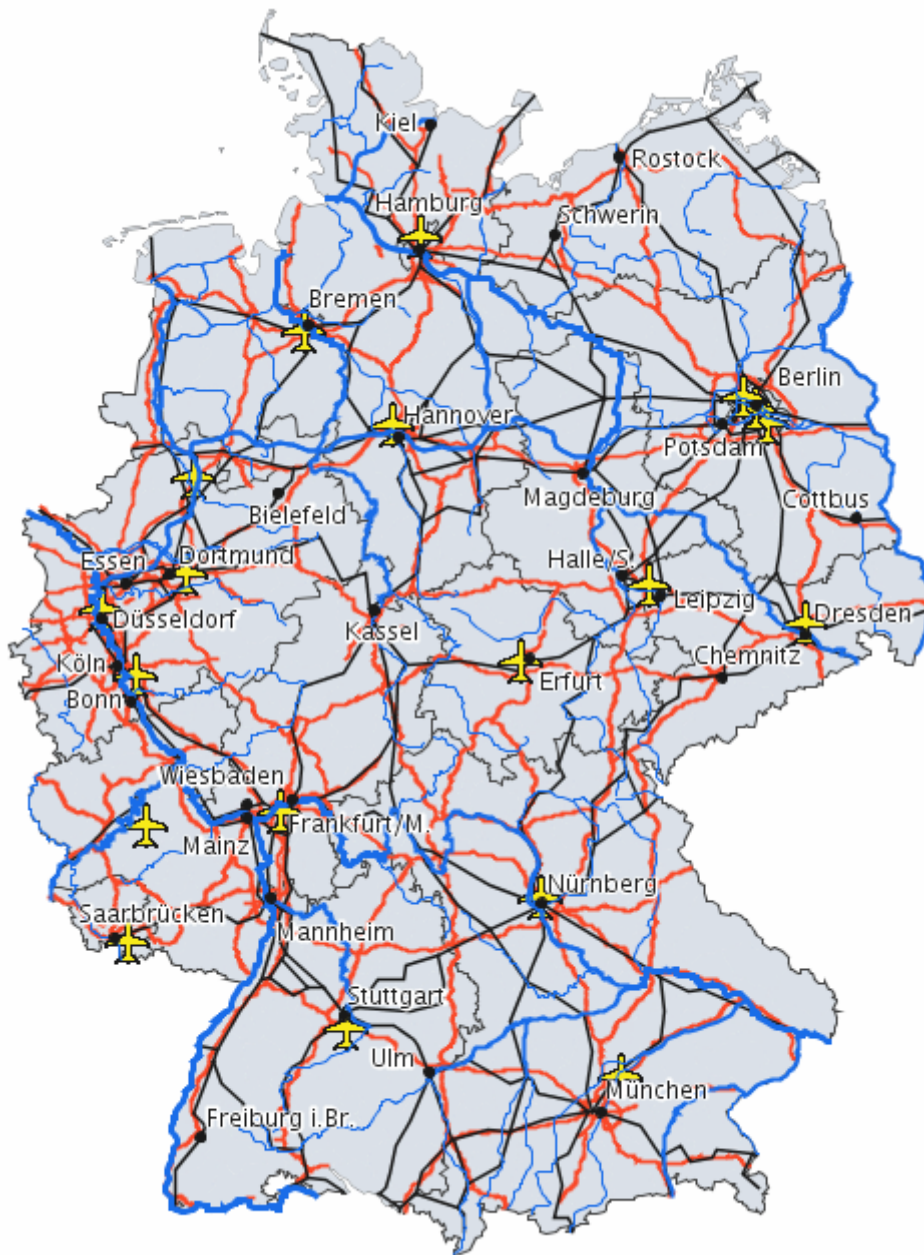 Kiel
Rostock
Hamburg
Schwerin
Bremen
Berlin
Hannover
Potsdam
Magdeburg
Bielefeld
Cottbus
Essen
Dortmund
Halle/S.
Leipzig
Düsseldorf
Dresden
Kassel
Köln
Chemnitz
Erfurt
Bonn
Wiesbaden
Frankfurt/M.
Mainz
Nürnberg
Saarbrücken
Mannheim
Stuttgart
Ulm
München
Freiburg i.Br.